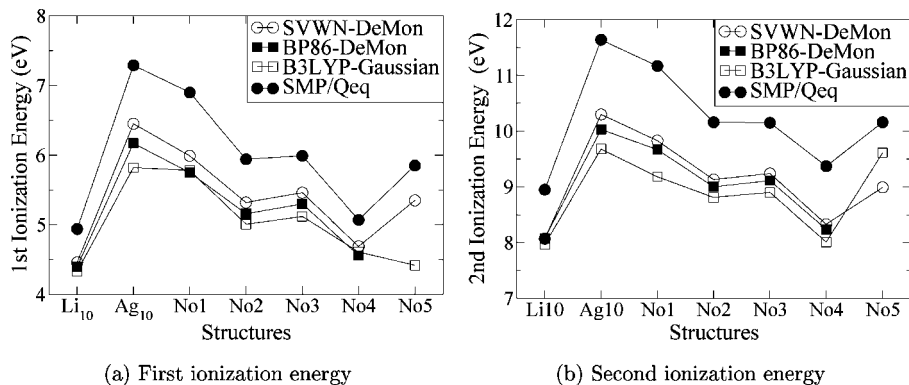 8
7
6
5
4
1st Ionization Energy (eV)
SVWN-DeMon
BP86-DeMon
B3LYP-Gaussian
SMP/Qeq
Li10 Ag10 No1 No2 No3 No4 No5
Structures
(a) First ionization energy
12
11
10
9
8
7
2nd Ionization Energy (eV)
SVWN-DeMon
BP86-DeMon
B3LYP-Gaussian
SMP/Qeq
Li10 Ag10 No1 No2 No3 No4 No5
Structures
(b) Second ionization energy